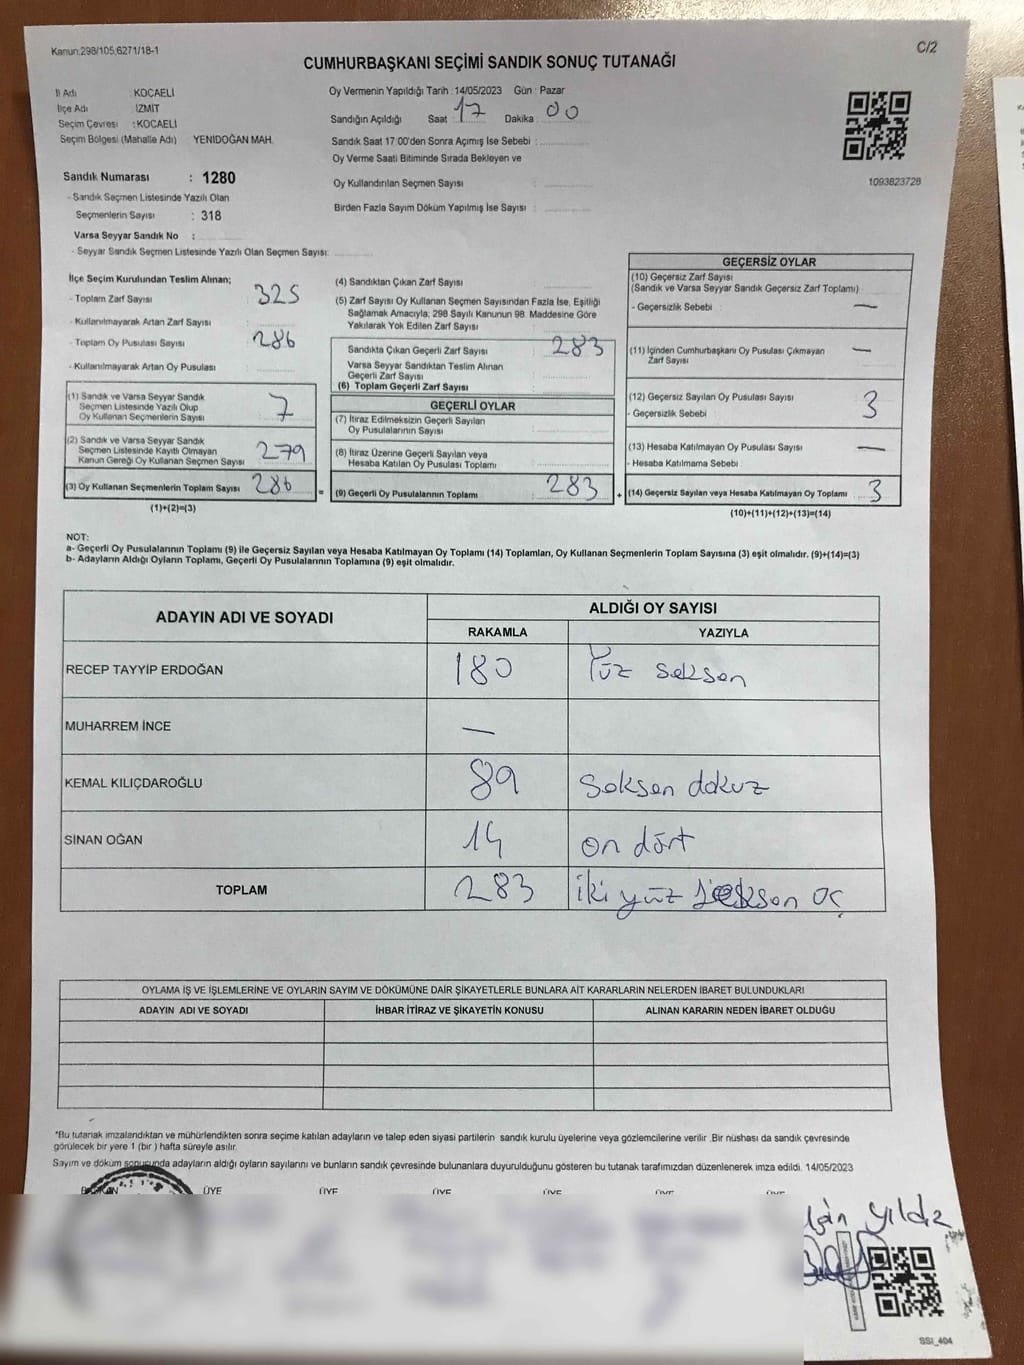 Kanun:298/105,6271/18-1
C/2
CUMHURBAŞKANI SEÇİMİ SANDIK SONUÇ TUTANAĞI
İl Adı : KOCAELİ
İlçe Adı : İZMİT
Seçim Çevresi : KOCAELİ
Seçim Bölgesi (Mahalle Adı) YENİDOĞAN MAH.
Sandık Numarası : 1280
- Sandık Seçmen Listesinde Yazılı Olan
Seçmenlerin Sayısı : 318
Varsa Seyyar Sandık No :
- Seyyar Sandık Seçmen Listesinde Yazılı Olan Seçmen Sayısı:
Oy Vermenin Yapıldığı Tarih : 14/05/2023 Gün : Pazar
Sandığın Açıldığı Saat 17 Dakika 00
Sandık Saat 17:00'den Sonra Açımış İse Sebebi :
Oy Verme Saati Bitiminde Sırada Bekleyen ve
Oy Kullandırılan Seçmen Sayısı :
Birden Fazla Sayım Döküm Yapılmış İse Sayısı :
1093823728
İlçe Seçim Kurulundan Teslim Alınan;
- Toplam Zarf Sayısı : 325
- Kullanılmayarak Artan Zarf Sayısı :
- Toplam Oy Pusulası Sayısı : 286
- Kullanılmayarak Artan Oy Pusulası :
(1) Sandık ve Varsa Seyyar Sandık
Seçmen Listesinde Yazılı Olup
Oy Kullanan Seçmenlerin Sayısı 7
(2) Sandık ve Varsa Seyyar Sandık
Seçmen Listesinde Kayıtlı Olmayan
Kanun Gereği Oy Kullanan Seçmen Sayısı 279
(3) Oy Kullanan Seçmenlerin Toplam Sayısı 286 =
(1)+(2)=(3)
(4) Sandıktan Çıkan Zarf Sayısı
(5) Zarf Sayısı Oy Kullanan Seçmen Sayısından Fazla İse, Eşitliği
Sağlamak Amacıyla; 298 Sayılı Kanunun 98. Maddesine Göre
Yakılarak Yok Edilen Zarf Sayısı
Sandıkta Çıkan Geçerli Zarf Sayısı 283
Varsa Seyyar Sandıktan Teslim Alınan
Geçerli Zarf Sayısı
(6) Toplam Geçerli Zarf Sayısı
GEÇERLİ OYLAR
(7) İtiraz Edilmeksizin Geçerli Sayılan
Oy Pusulalarının Sayısı
(8) İtiraz Üzerine Geçerli Sayılan veya
Hesaba Katılan Oy Pusulası Toplamı
(9) Geçerli Oy Pusulalarının Toplamı 283 +
GEÇERSİZ OYLAR
(10) Geçersiz Zarf Sayısı
(Sandık ve Varsa Seyyar Sandık Geçersiz Zarf Toplamı)
- Geçersizlik Sebebi : —
(11) İçinden Cumhurbaşkanı Oy Pusulası Çıkmayan
Zarf Sayısı —
(12) Geçersiz Sayılan Oy Pusulası Sayısı
- Geçersizlik Sebebi 3
(13) Hesaba Katılmayan Oy Pusulası Sayısı —
- Hesaba Katılmama Sebebi
(14) Geçersiz Sayılan veya Hesaba Katılmayan Oy Toplamı 3
(10)+(11)+(12)+(13)=(14)
NOT:
a- Geçerli Oy Pusulalarının Toplamı (9) ile Geçersiz Sayılan veya Hesaba Katılmayan Oy Toplamı (14) Toplamları, Oy Kullanan Seçmenlerin Toplam Sayısına (3) eşit olmalıdır. (9)+(14)=(3)
b- Adayların Aldığı Oyların Toplamı, Geçerli Oy Pusulalarının Toplamına (9) eşit olmalıdır.
ADAYIN ADI VE SOYADI ALDIĞI OY SAYISI
RAKAMLA YAZIYLA
RECEP TAYYİP ERDOĞAN 180 Yüz seksen
MUHARREM İNCE —
KEMAL KILIÇDAROĞLU 89 Seksen dokuz
SİNAN OĞAN 14 on dört
TOPLAM 283 iki yüz seksen üç
OYLAMA İŞ VE İŞLEMLERİNE VE OYLARIN SAYIM VE DÖKÜMÜNE DAİR ŞİKAYETLERLE BUNLARA AİT KARARLARIN NELERDEN İBARET BULUNDUKLARI
ADAYIN ADI VE SOYADI İHBAR İTİRAZ VE ŞİKAYETİN KONUSU ALINAN KARARIN NEDEN İBARET OLDUĞU
*Bu tutanak imzalandıktan ve mühürlendikten sonra seçime katılan adayların ve talep eden siyasi partilerin sandık kurulu üyelerine veya gözlemcilerine verilir .Bir nüshası da sandık çevresinde
görülecek bir yere 1 (bir ) hafta süreyle asılır.
Sayım ve döküm sonucunda adayların aldığı oyların sayılarını ve bunların sandık çevresinde bulunanlara duyurulduğunu gösteren bu tutanak tarafımızdan düzenlenerek imza edildi. 14/05/2023
BAŞKAN ÜYE ÜYE ÜYE ÜYE ÜYE ÜYE
yıldız
SSI_404